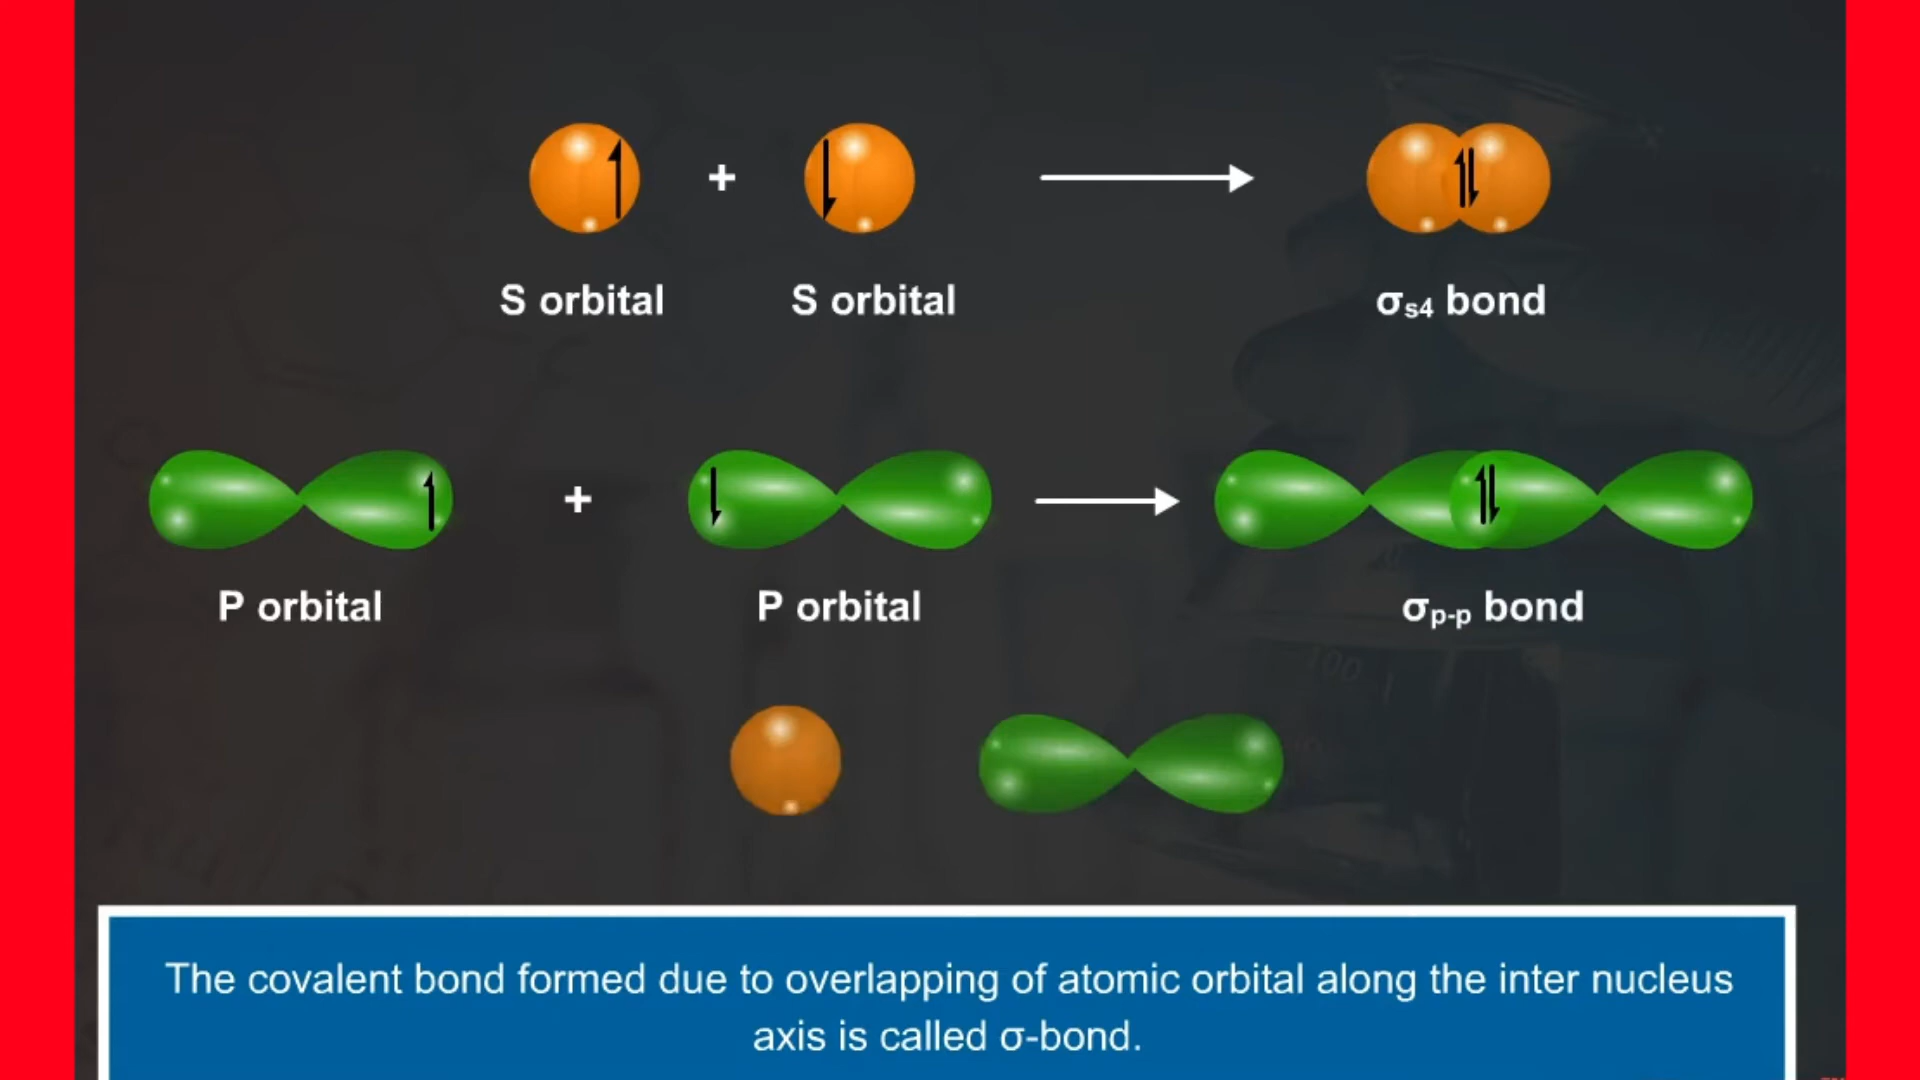 +
S orbital S orbital σs4 bond
+
P orbital P orbital σp-p bond
100
The covalent bond formed due to overlapping of atomic orbital along the inter nucleus
axis is called σ-bond.